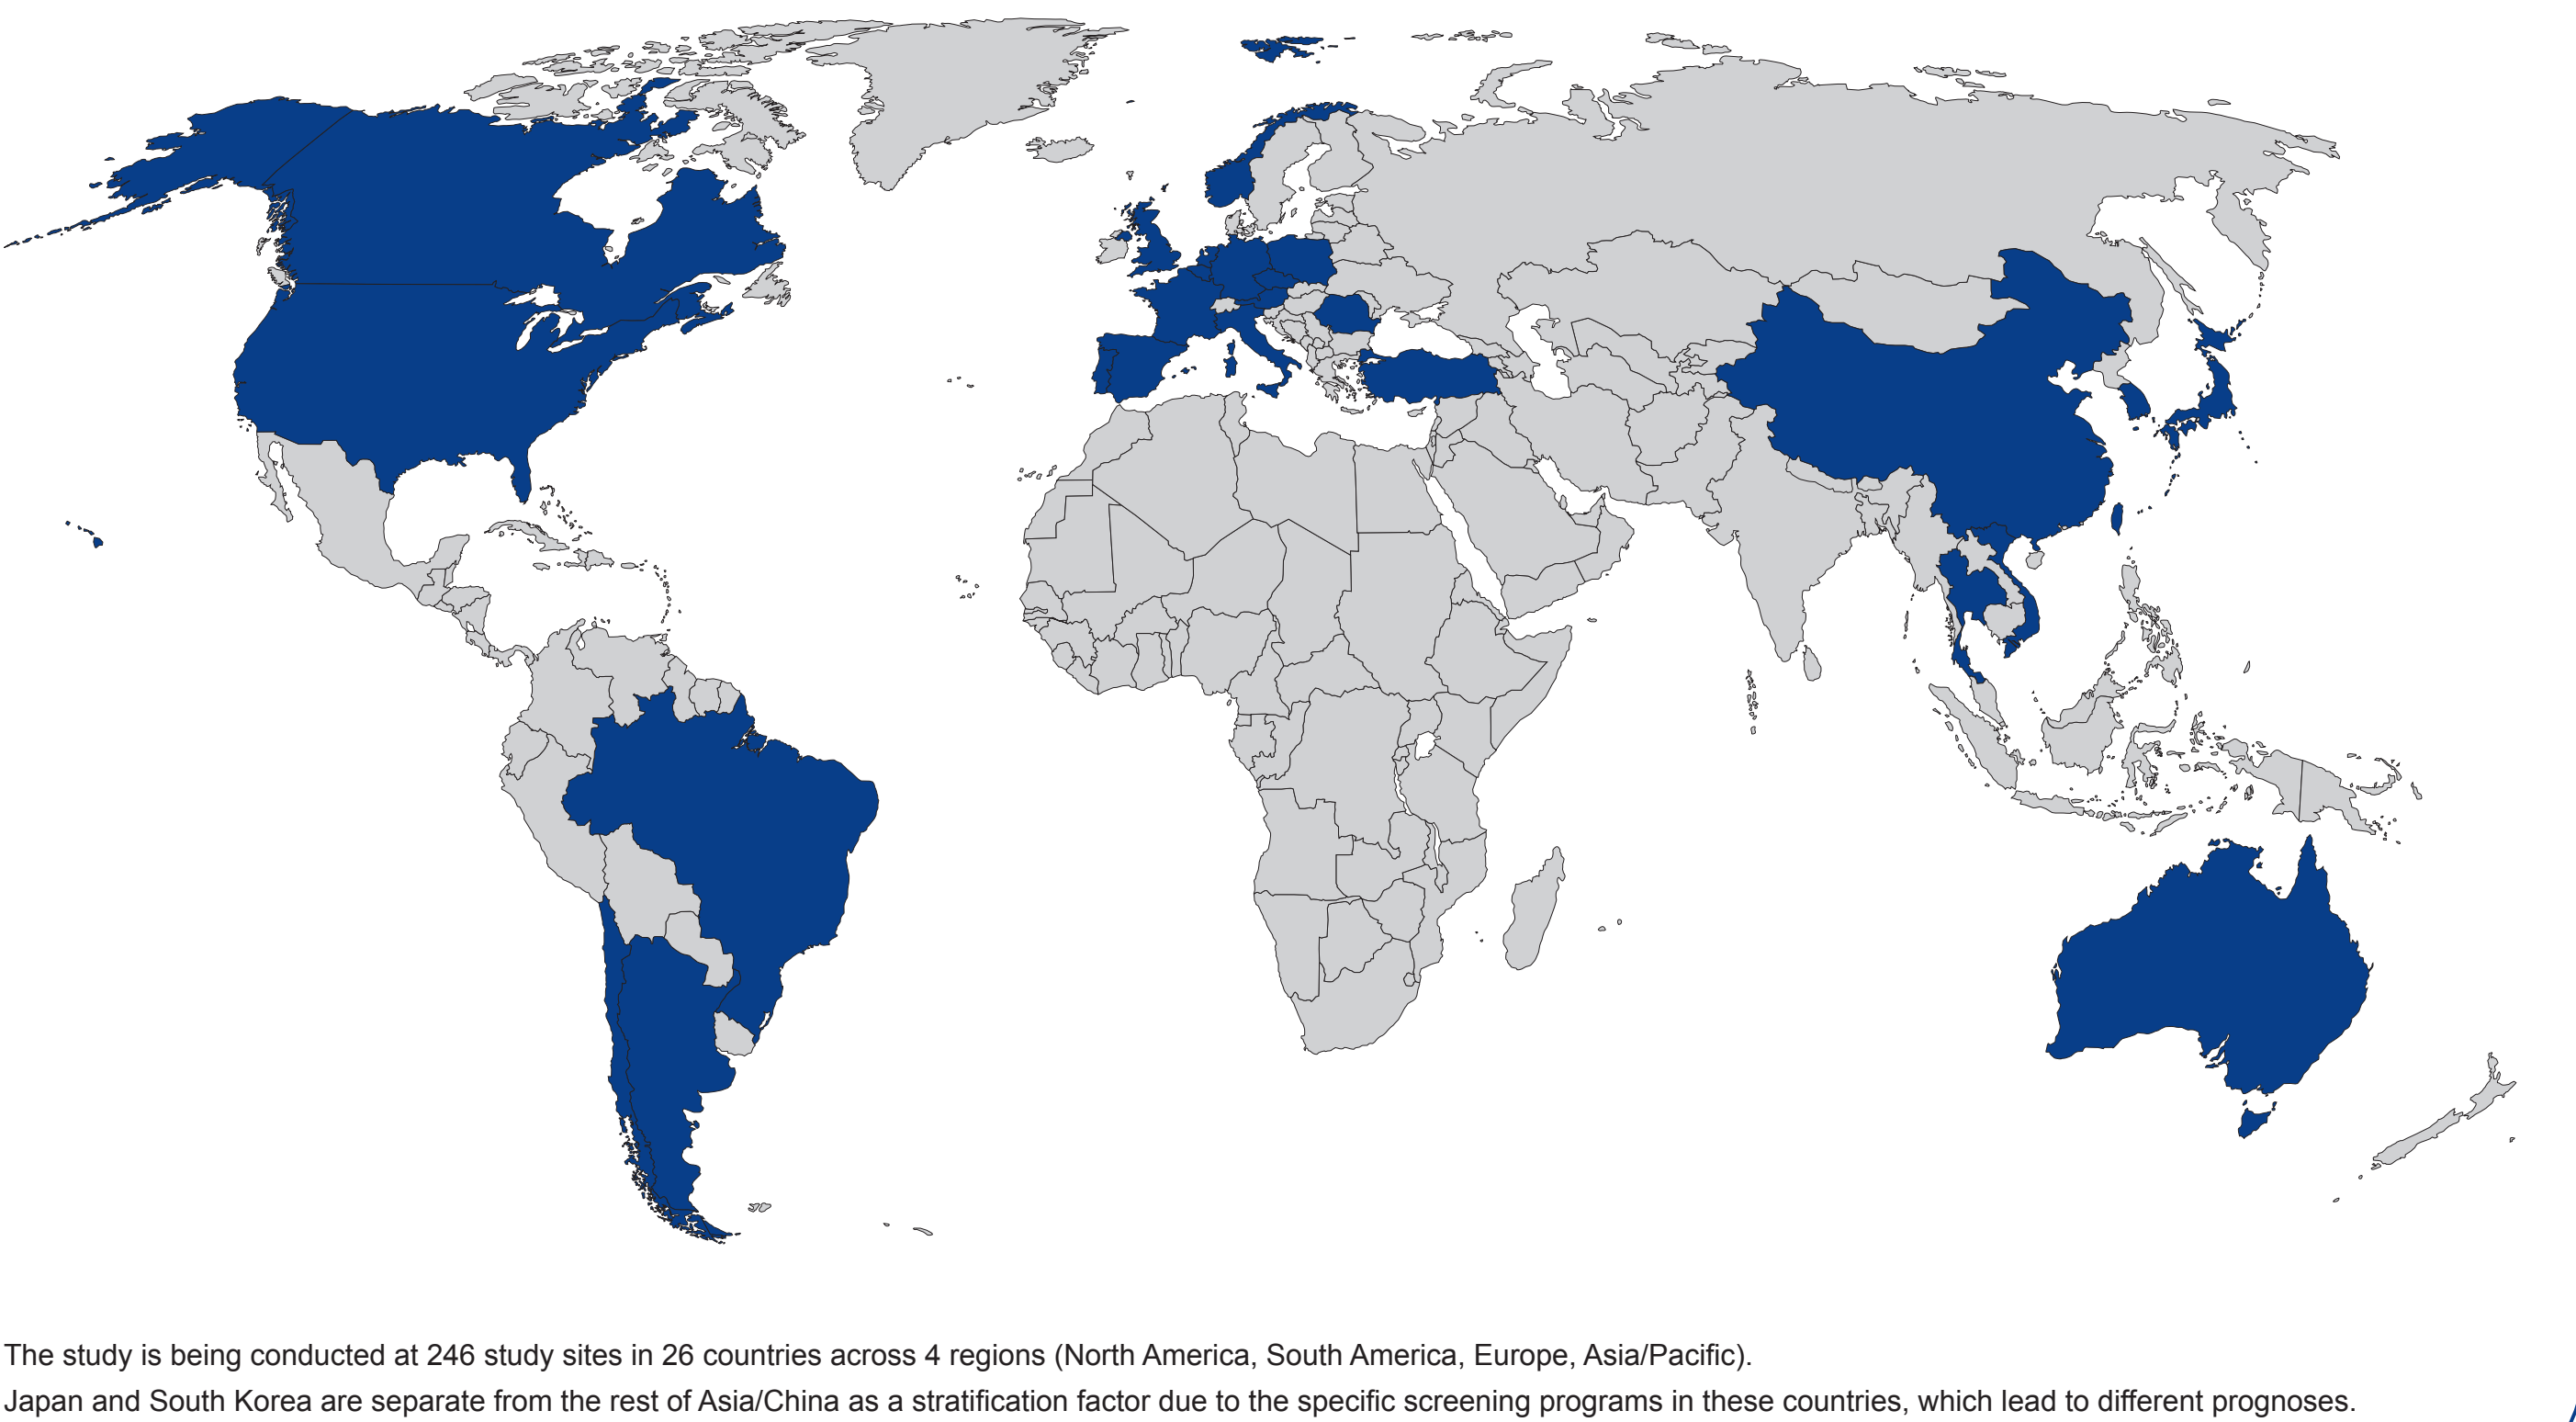 The study is being conducted at 246 study sites in 26 countries across 4 regions (North America, South America, Europe, Asia/Pacific).
Japan and South Korea are separate from the rest of Asia/China as a stratification factor due to the specific screening programs in these countries, which lead to different prognoses.